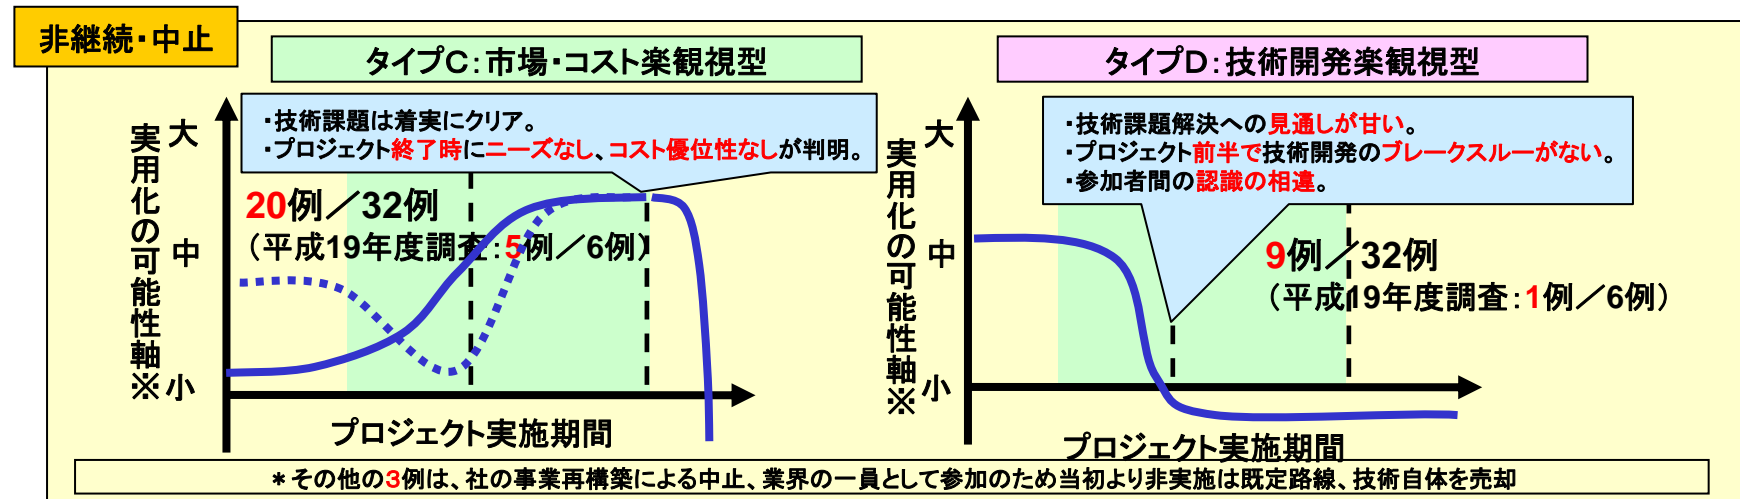 非継続・中止
タイプC：市場・コスト楽観視型
・技術課題は着実にクリア。
・プロジェクト終了時にニーズなし、コスト優位性なしが判明。
20例／32例
（平成19年度調査：5例／6例）
実用化の可能性軸※
大
中
小
プロジェクト実施期間
タイプD：技術開発楽観視型
・技術課題解決への見通しが甘い。
・プロジェクト前半で技術開発のブレークスルーがない。
・参加者間の認識の相違。
9例／32例
（平成19年度調査：1例／6例）
実用化の可能性軸※
大
中
小
プロジェクト実施期間
＊その他の3例は、社の事業再構築による中止、業界の一員として参加のため当初より非実施は既定路線、技術自体を売却